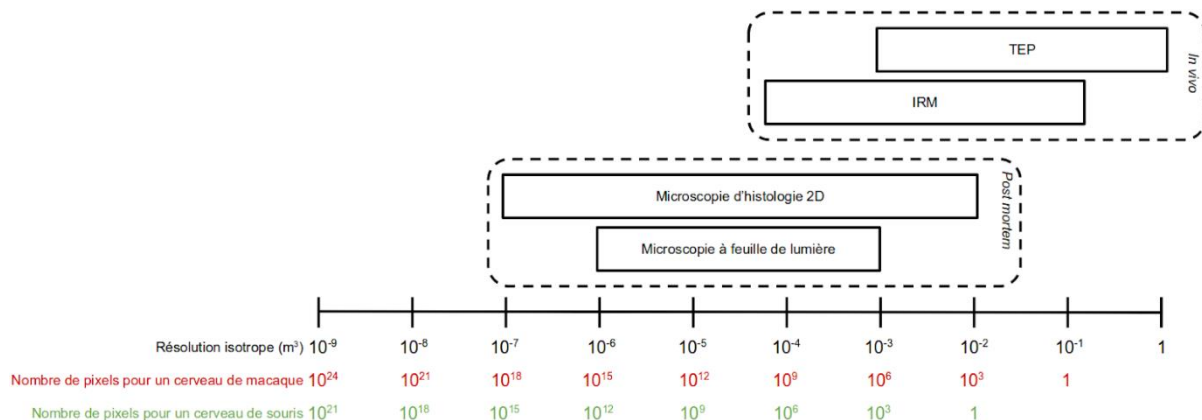 TEP
IRM
In vivo
Microscopie d'histologie 2D
Microscopie à feuille de lumière
Post mortem
Résolution isotrope (m³) 10⁻⁹ 10⁻⁸ 10⁻⁷ 10⁻⁶ 10⁻⁵ 10⁻⁴ 10⁻³ 10⁻² 10⁻¹ 1
Nombre de pixels pour un cerveau de macaque 10²⁴ 10²¹ 10¹⁸ 10¹⁵ 10¹² 10⁹ 10⁶ 10³ 1
Nombre de pixels pour un cerveau de souris 10²¹ 10¹⁸ 10¹⁵ 10¹² 10⁹ 10⁶ 10³ 1